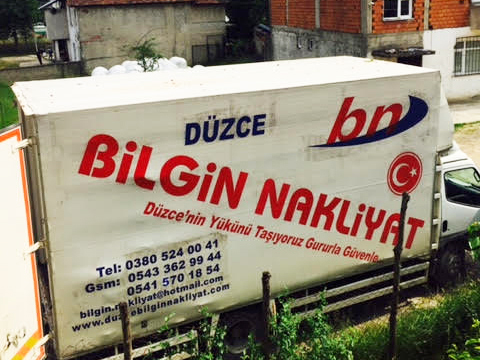 DÜZCE
bn
BİLGİN NAKLİYAT
Düzce'nin Yükünü Taşıyoruz Gururla Güvenle
Tel: 0380 524 00 41
Gsm: 0543 362 99 44
0541 570 18 54
bilgin.nakliyat@hotmail.com
www.duzcebilginnakliyat.com